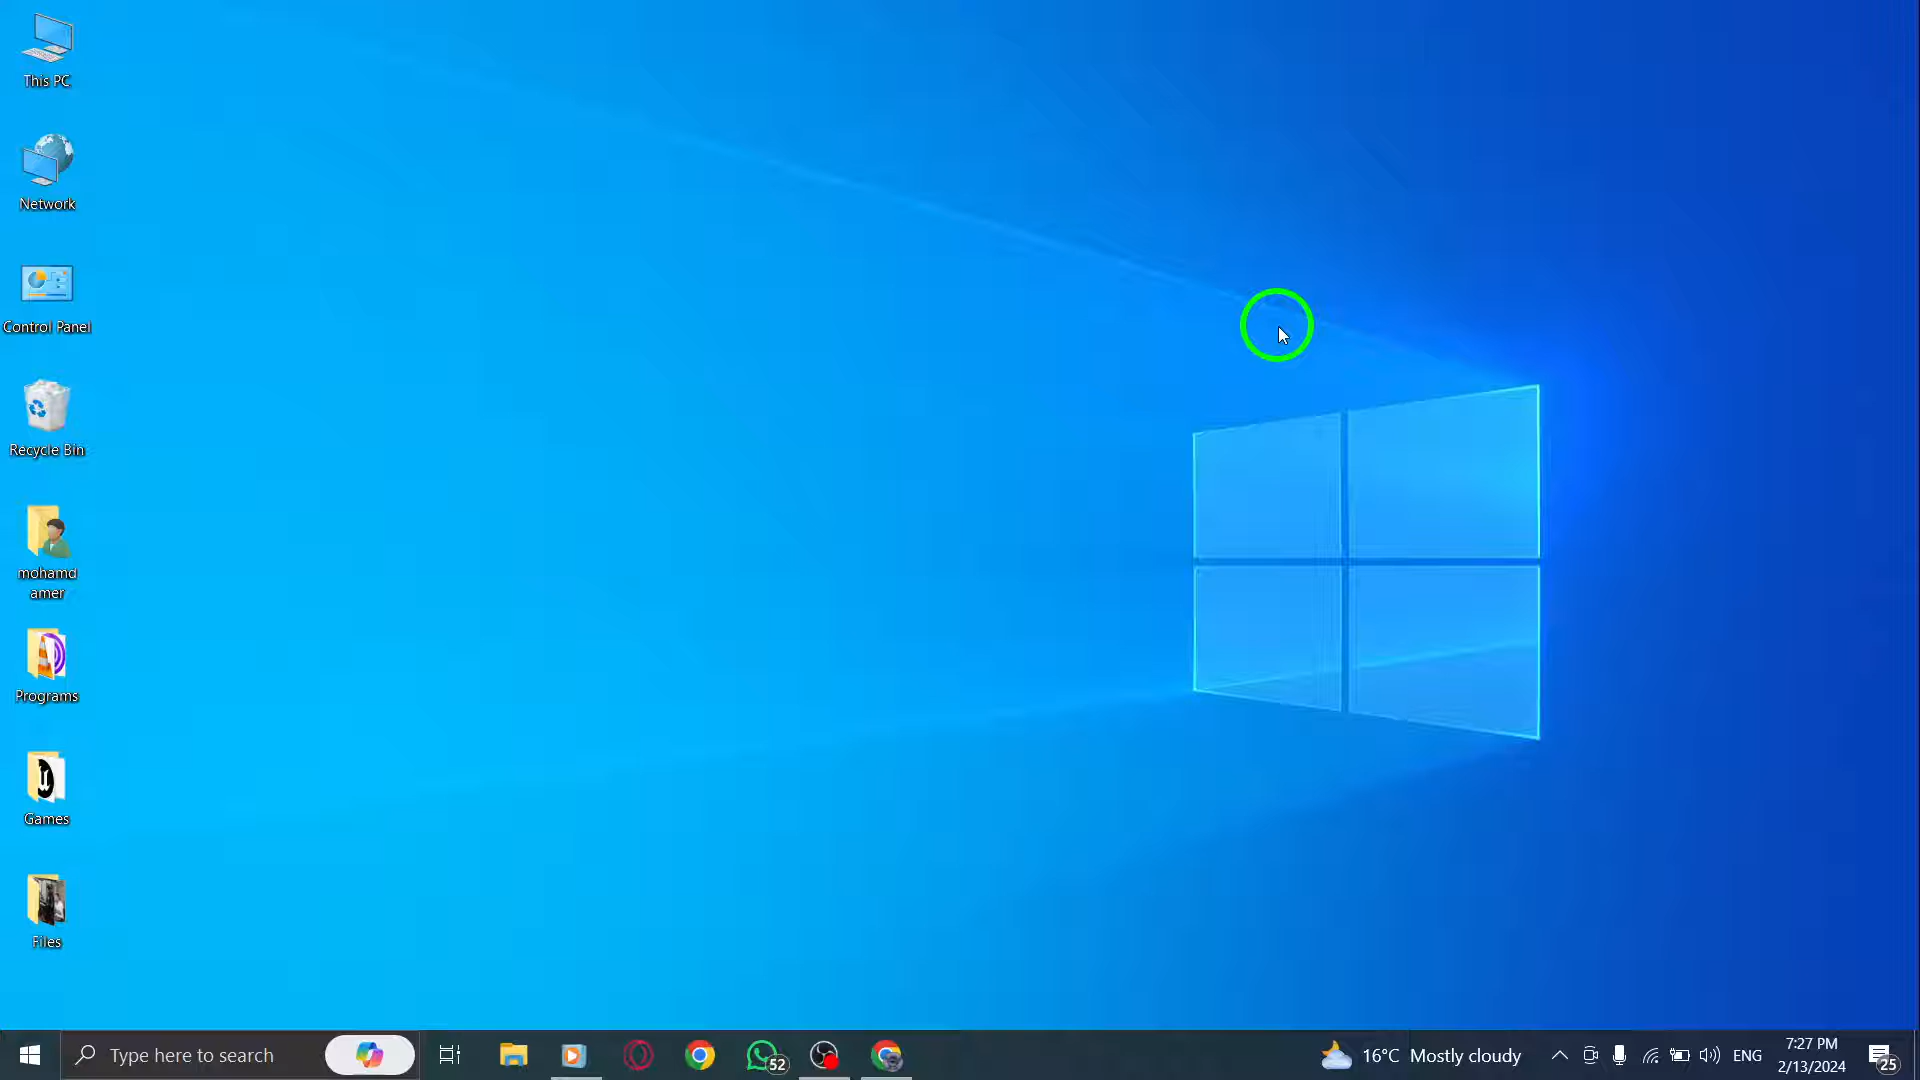 This PC
Network
Control Panel
Recycle Bin
mohamd
amer
Programs
Games
Files
Type here to search
52
16°C Mostly cloudy
ENG
7:27 PM
2/13/2024
25